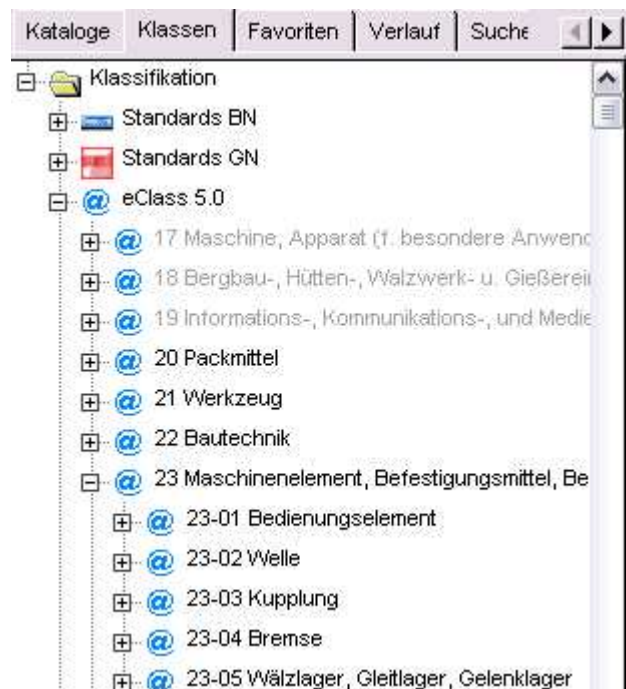 Kataloge Klassen Favoriten Verlauf Suche
Klassifikation
Standards BN
Standards GN
eClass 5.0
17 Maschine, Apparat (f. besondere Anwend
18 Bergbau-, Hütten-, Walzwerk- u. Gießerei
19 Informations-, Kommunikations-, und Medie
20 Packmittel
21 Werkzeug
22 Bautechnik
23 Maschinenelement, Befestigungsmittel, Be
23-01 Bedienungselement
23-02 Welle
23-03 Kupplung
23-04 Bremse
23-05 Wälzlager, Gleitlager, Gelenklager